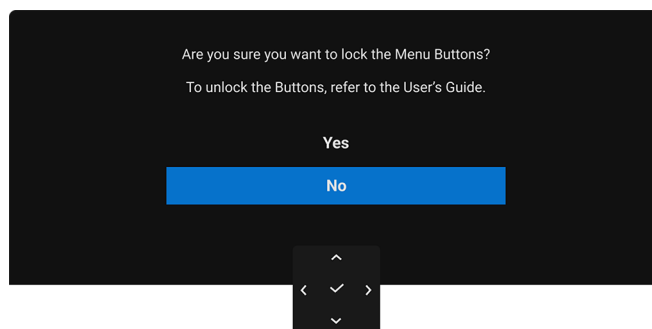 Are you sure you want to lock the Menu Buttons?
To unlock the Buttons, refer to the User’s Guide.
Yes
No